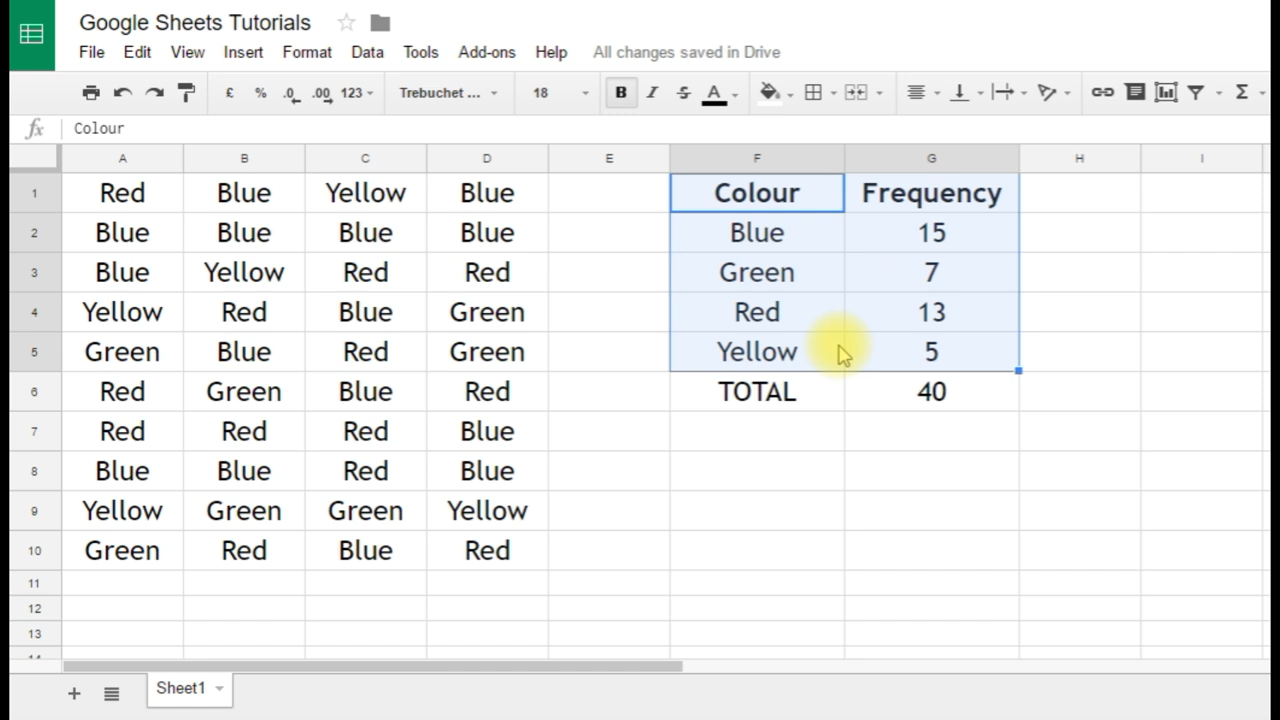 Google Sheets Tutorials
File Edit View Insert Format Data Tools Add-ons Help All changes saved in Drive
£ % .0 .00 123 Trebuchet ... 18 B I S A Σ
fx Colour
A B C D E F G H I
1 Red Blue Yellow Blue Colour Frequency
2 Blue Blue Blue Blue Blue 15
3 Blue Yellow Red Red Green 7
4 Yellow Red Blue Green Red 13
5 Green Blue Red Green Yellow 5
6 Red Green Blue Red TOTAL 40
7 Red Red Red Blue
8 Blue Blue Red Blue
9 Yellow Green Green Yellow
10 Green Red Blue Red
11
12
13
14
Sheet1